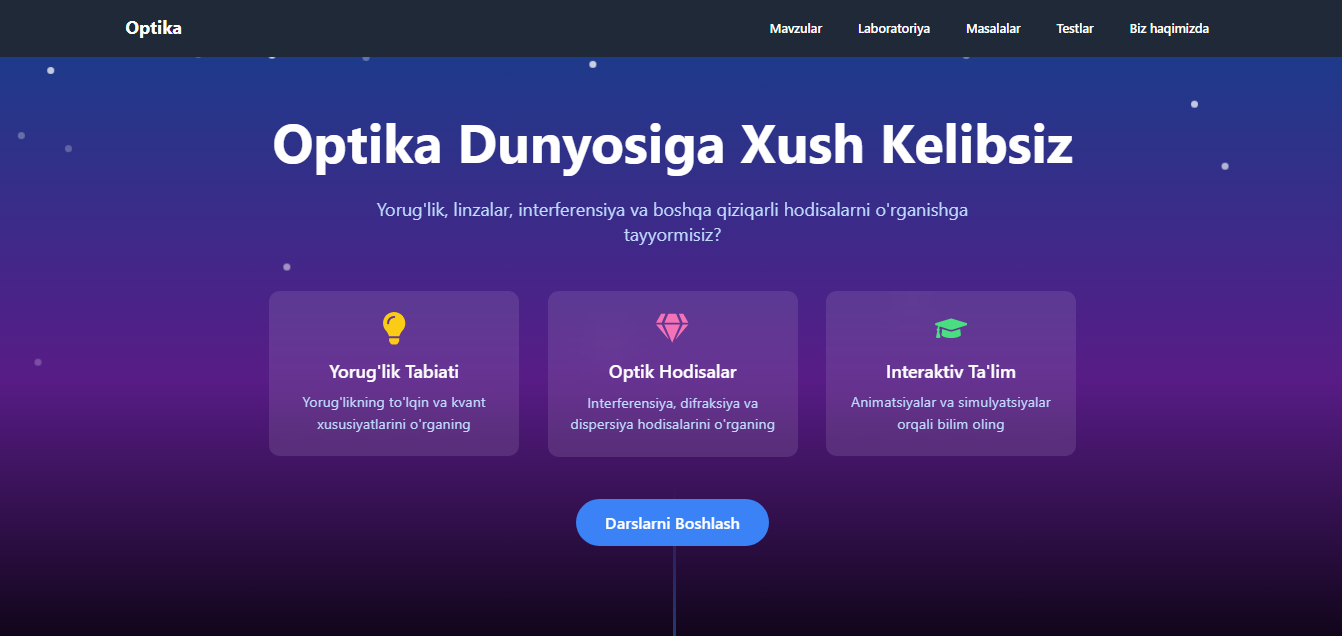 Optika
Mavzular
Laboratoriya
Masalalar
Testlar
Biz haqimizda
Optika Dunyosiga Xush Kelibsiz
Yorug'lik, linzalar, interferensiya va boshqa qiziqarli hodisalarni o'rganishga
tayyormisiz?
Yorug'lik Tabiati
Yorug'likning to'lqin va kvant
xususiyatlarini o'rganing
Optik Hodisalar
Interferensiya, difraksiya va
dispersiya hodisalarini o'rganing
Interaktiv Ta'lim
Animatsiyalar va simulyatsiyalar
orqali bilim oling
Darslarni Boshlash